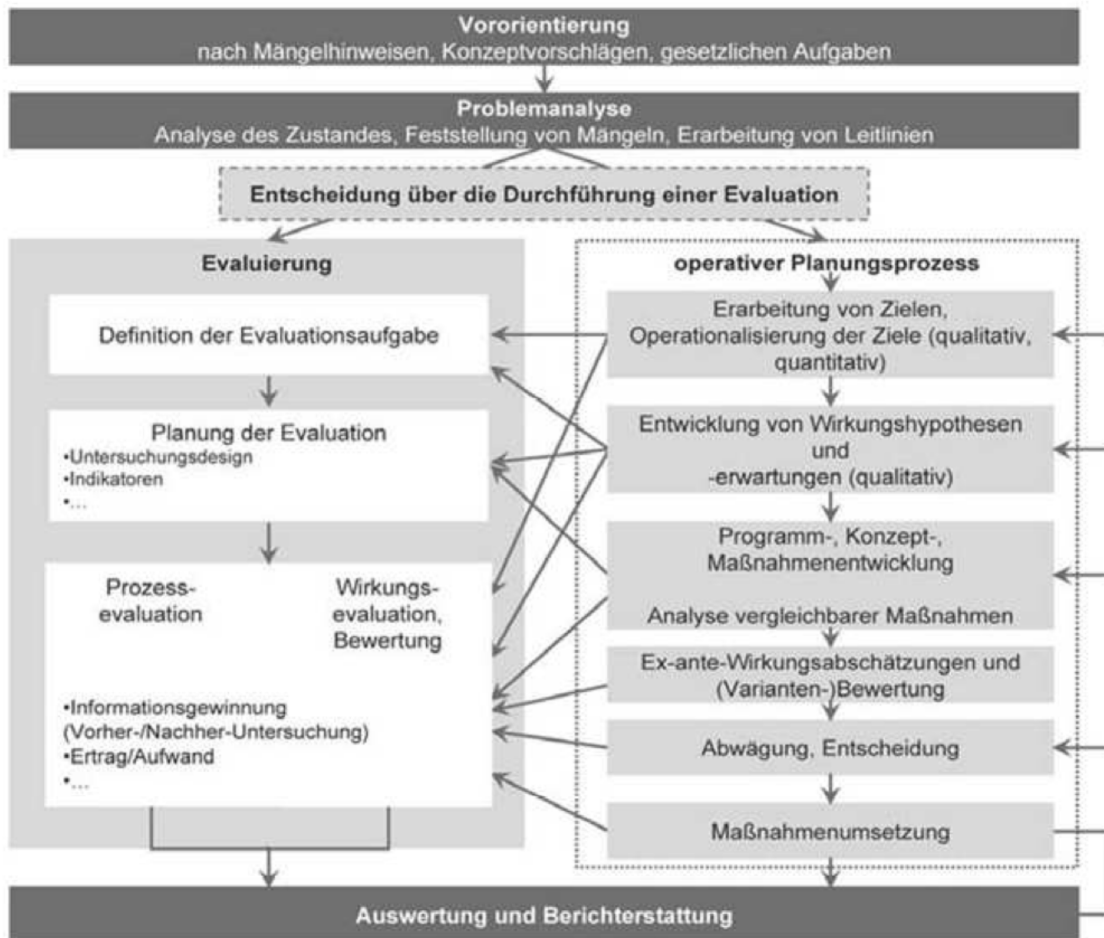 Vororientierung
nach Mängelhinweisen, Konzeptvorschlägen, gesetzlichen Aufgaben
Problemanalyse
Analyse des Zustandes, Feststellung von Mängeln, Erarbeitung von Leitlinien
Entscheidung über die Durchführung einer Evaluation
Evaluierung
Definition der Evaluationsaufgabe
Planung der Evaluation
•Untersuchungsdesign
•Indikatoren
•...
Prozess-
evaluation
Wirkungs-
evaluation,
Bewertung
•Informationsgewinnung
(Vorher-/Nachher-Untersuchung)
•Ertrag/Aufwand
•...
operativer Planungsprozess
Erarbeitung von Zielen,
Operationalisierung der Ziele (qualitativ,
quantitativ)
Entwicklung von Wirkungshypothesen
und
-erwartungen (qualitativ)
Programm-, Konzept-,
Maßnahmenentwicklung
Analyse vergleichbarer Maßnahmen
Ex-ante-Wirkungsabschätzungen und
(Varianten-)Bewertung
Abwägung, Entscheidung
Maßnahmenumsetzung
Auswertung und Berichterstattung